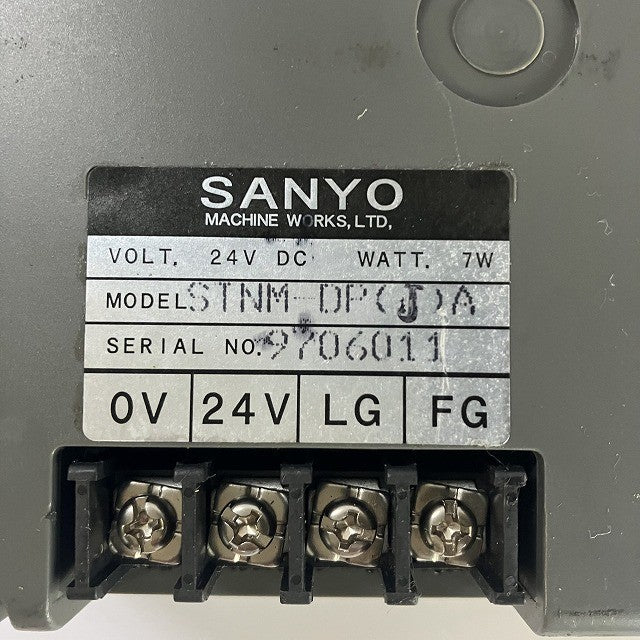 SANYO
MACHINE WORKS,LTD,
VOLT. 24V DC WATT. 7W
MODEL STNM-DP(J)A
SERIAL NO. 9706011
0V 24V LG FG